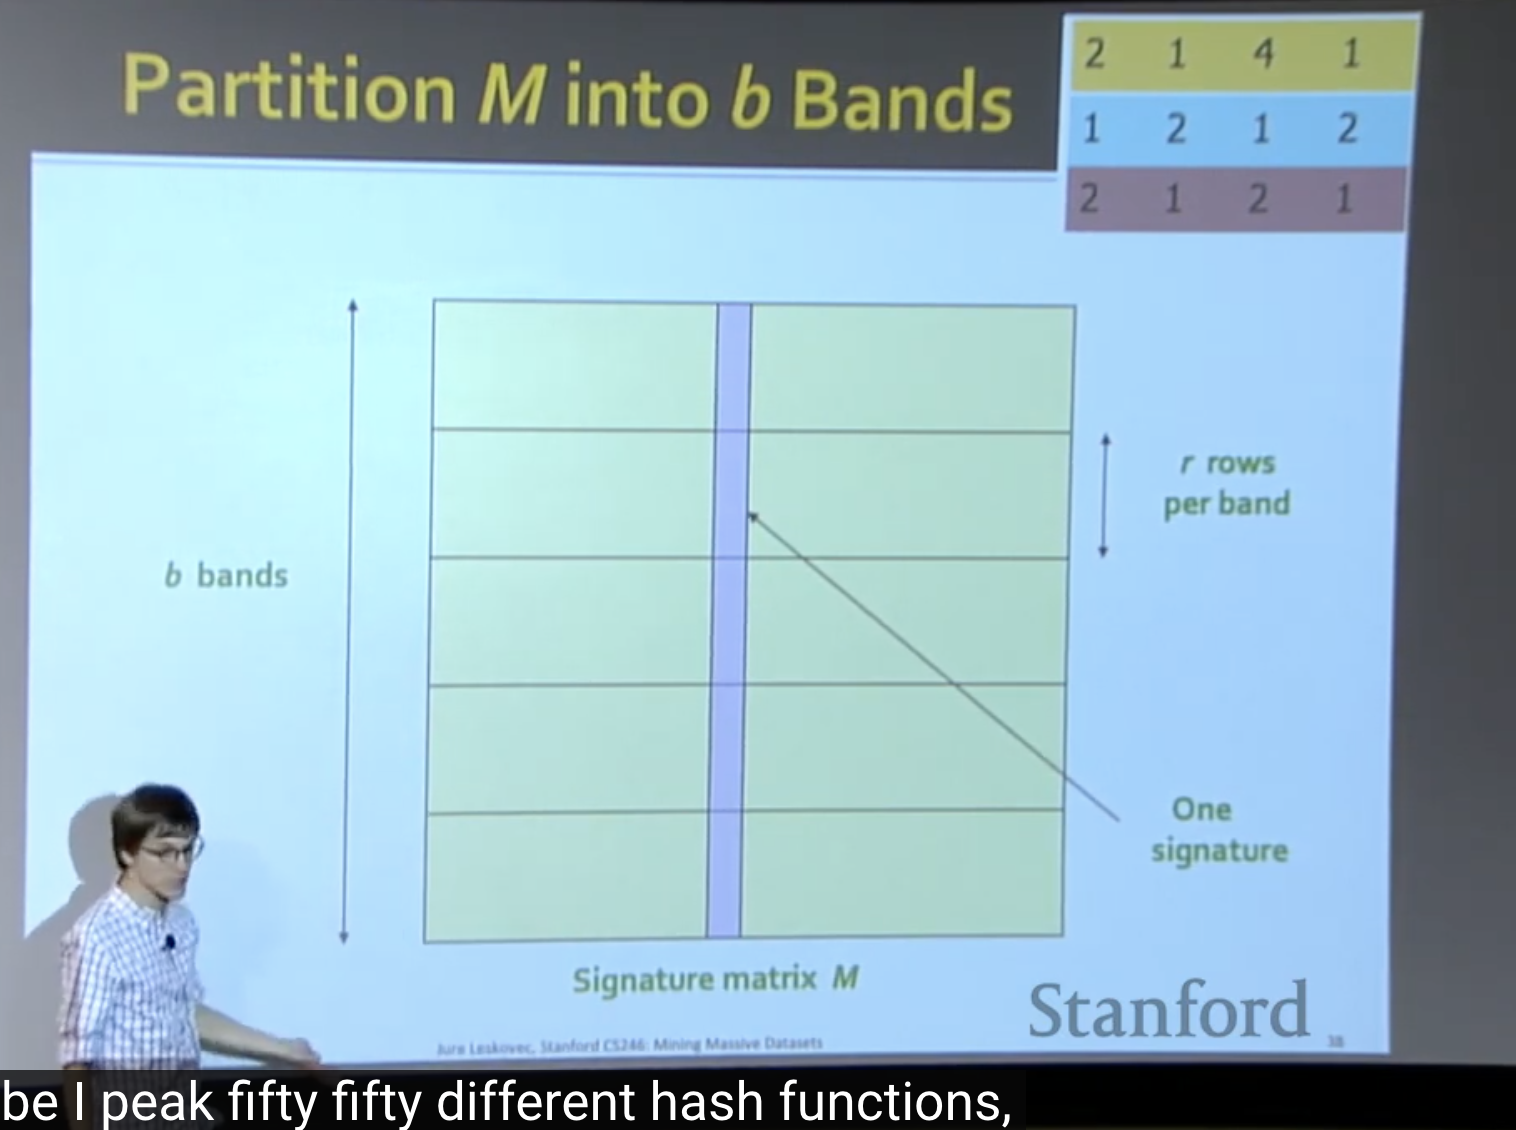 Partition M into b Bands
2 1 4 1
1 2 1 2
2 1 2 1
b bands
r rows
per band
One
signature
Signature matrix M
Stanford
Jure Leskovec, Stanford CS246: Mining Massive Datasets
38
be I peak fifty fifty different hash functions,